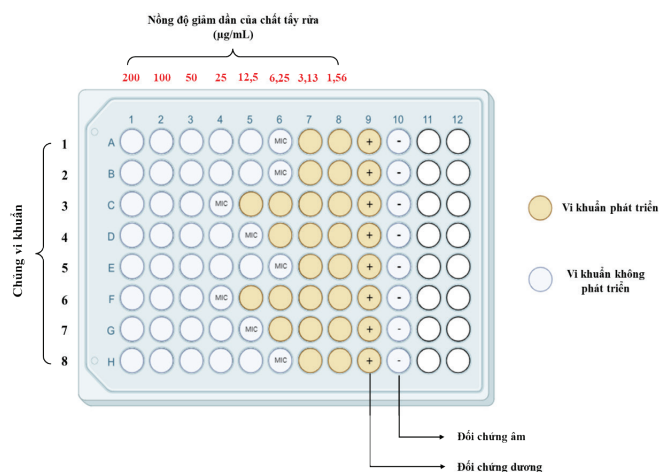 Nồng độ giảm dần của chất tẩy rửa
(µg/mL)
200 100 50 25 12,5 6,25 3,13 1,56
1 2 3 4 5 6 7 8 9 10 11 12
Chủng vi khuẩn
1 A MIC + -
2 B MIC + -
3 C MIC + -
4 D MIC + -
5 E MIC + -
6 F MIC + -
7 G MIC + -
8 H MIC + -
Vi khuẩn phát triển
Vi khuẩn không
phát triển
Đối chứng âm
Đối chứng dương